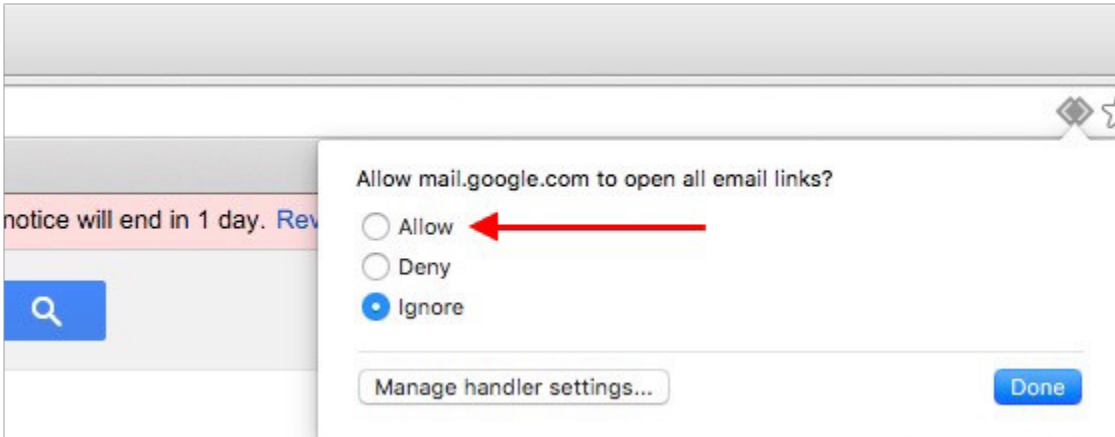 Allow mail.google.com to open all email links?
notice will end in 1 day. Rev
Allow
Deny
Ignore
Manage handler settings...
Done